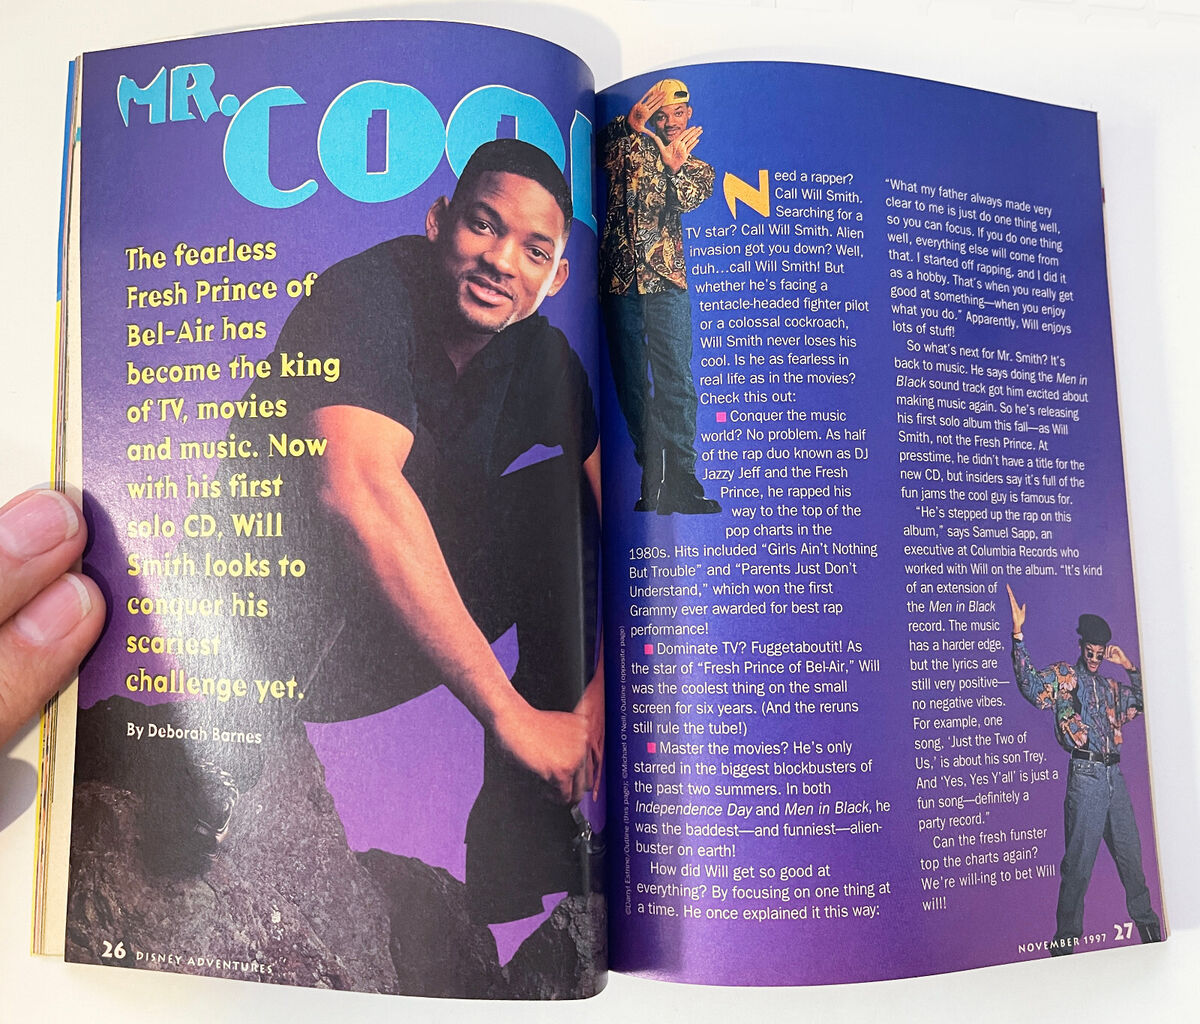 MR.
COOL
The fearless
Fresh Prince of
Bel-Air has
become the king
of TV, movies
and music. Now
with his first
solo CD, Will
Smith looks to
conquer his
scariest
challenge yet.
By Deborah Barnes
26 DISNEY ADVENTURES
Need a rapper?
Call Will Smith.
Searching for a
TV star? Call Will Smith. Alien
invasion got you down? Well,
duh...call Will Smith! But
whether he's facing a
tentacle-headed fighter pilot
or a colossal cockroach,
Will Smith never loses his
cool. Is he as fearless in
real life as in the movies?
Check this out:
■ Conquer the music
world? No problem. As half
of the rap duo known as DJ
Jazzy Jeff and the Fresh
Prince, he rapped his
way to the top of the
pop charts in the
1980s. Hits included "Girls Ain't Nothing
But Trouble" and "Parents Just Don't
Understand," which won the first
Grammy ever awarded for best rap
performance!
■ Dominate TV? Fuggetaboutit! As
the star of "Fresh Prince of Bel-Air," Will
was the coolest thing on the small
screen for six years. (And the reruns
still rule the tube!)
■ Master the movies? He's only
starred in the biggest blockbusters of
the past two summers. In both
Independence Day and Men in Black, he
was the baddest—and funniest—alien-
buster on earth!
How did Will get so good at
everything? By focusing on one thing at
a time. He once explained it this way:
©Darryl Estrine/Outline (this page); ©Michael O'Neill/Outline (opposite page)
"What my father always made very
clear to me is just do one thing well,
so you can focus. If you do one thing
well, everything else will come from
that. I started off rapping, and I did it
as a hobby. That's when you really get
good at something—when you enjoy
what you do." Apparently, Will enjoys
lots of stuff!
So what's next for Mr. Smith? It's
back to music. He says doing the Men in
Black sound track got him excited about
making music again. So he's releasing
his first solo album this fall—as Will
Smith, not the Fresh Prince. At
presstime, he didn't have a title for the
new CD, but insiders say it's full of the
fun jams the cool guy is famous for.
"He's stepped up the rap on this
album," says Samuel Sapp, an
executive at Columbia Records who
worked with Will on the album. "It's kind
of an extension of
the Men in Black
record. The music
has a harder edge,
but the lyrics are
still very positive—
no negative vibes.
For example, one
song, 'Just the Two of
Us,' is about his son Trey.
And 'Yes, Yes Y'all' is just a
fun song—definitely a
party record."
Can the fresh funster
top the charts again?
We're will-ing to bet Will
will!
NOVEMBER 1997 27